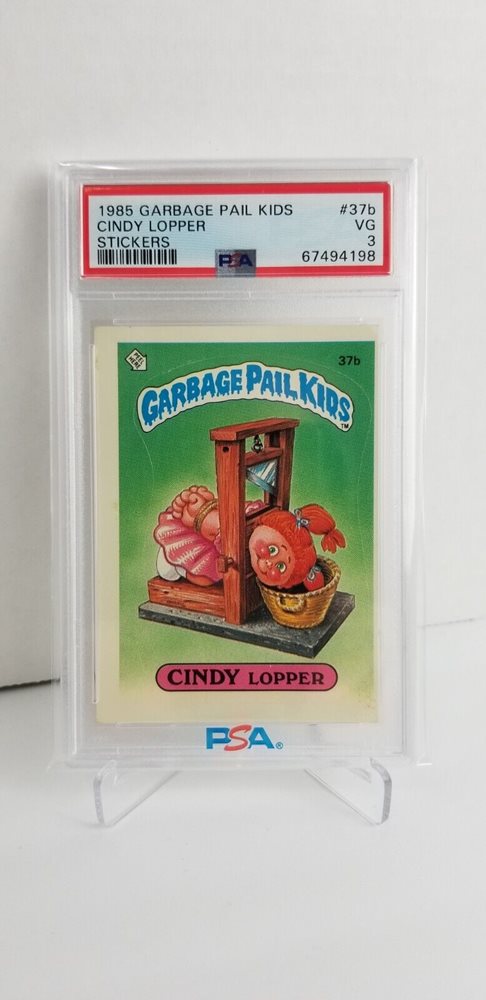 1985 GARBAGE PAIL KIDS #37b
CINDY LOPPER VG
STICKERS 3
PSA 67494198
37b
GARBAGE PAIL KIDS
TM
CINDY LOPPER
PSA®